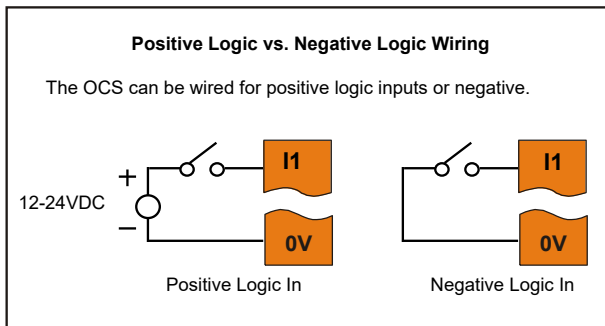 Positive Logic vs. Negative Logic Wiring
The OCS can be wired for positive logic inputs or negative.
I1
I1
+
12-24VDC
−
0V
0V
Positive Logic In
Negative Logic In